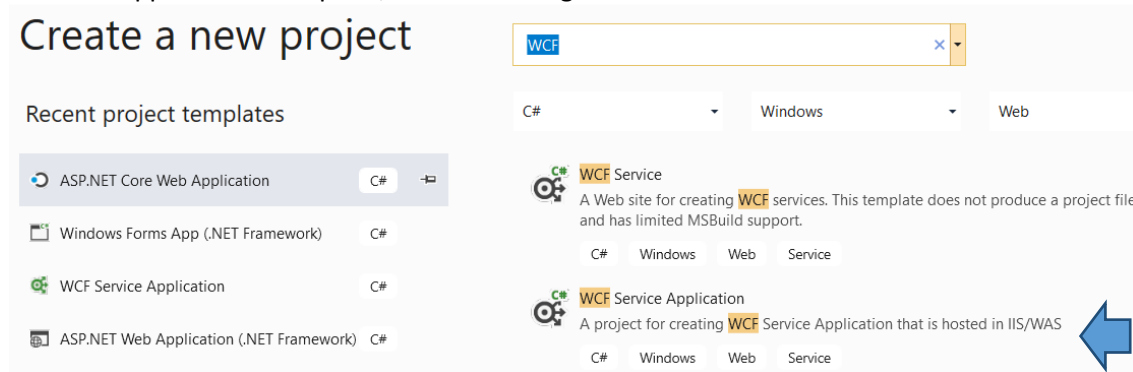 Create a new project
WCF
Recent project templates
C#
Windows
Web
ASP.NET Core Web Application C#
Windows Forms App (.NET Framework) C#
WCF Service Application C#
ASP.NET Web Application (.NET Framework) C#
C#
WCF Service
A Web site for creating WCF services. This template does not produce a project file
and has limited MSBuild support.
C# Windows Web Service
C#
WCF Service Application
A project for creating WCF Service Application that is hosted in IIS/WAS
C# Windows Web Service